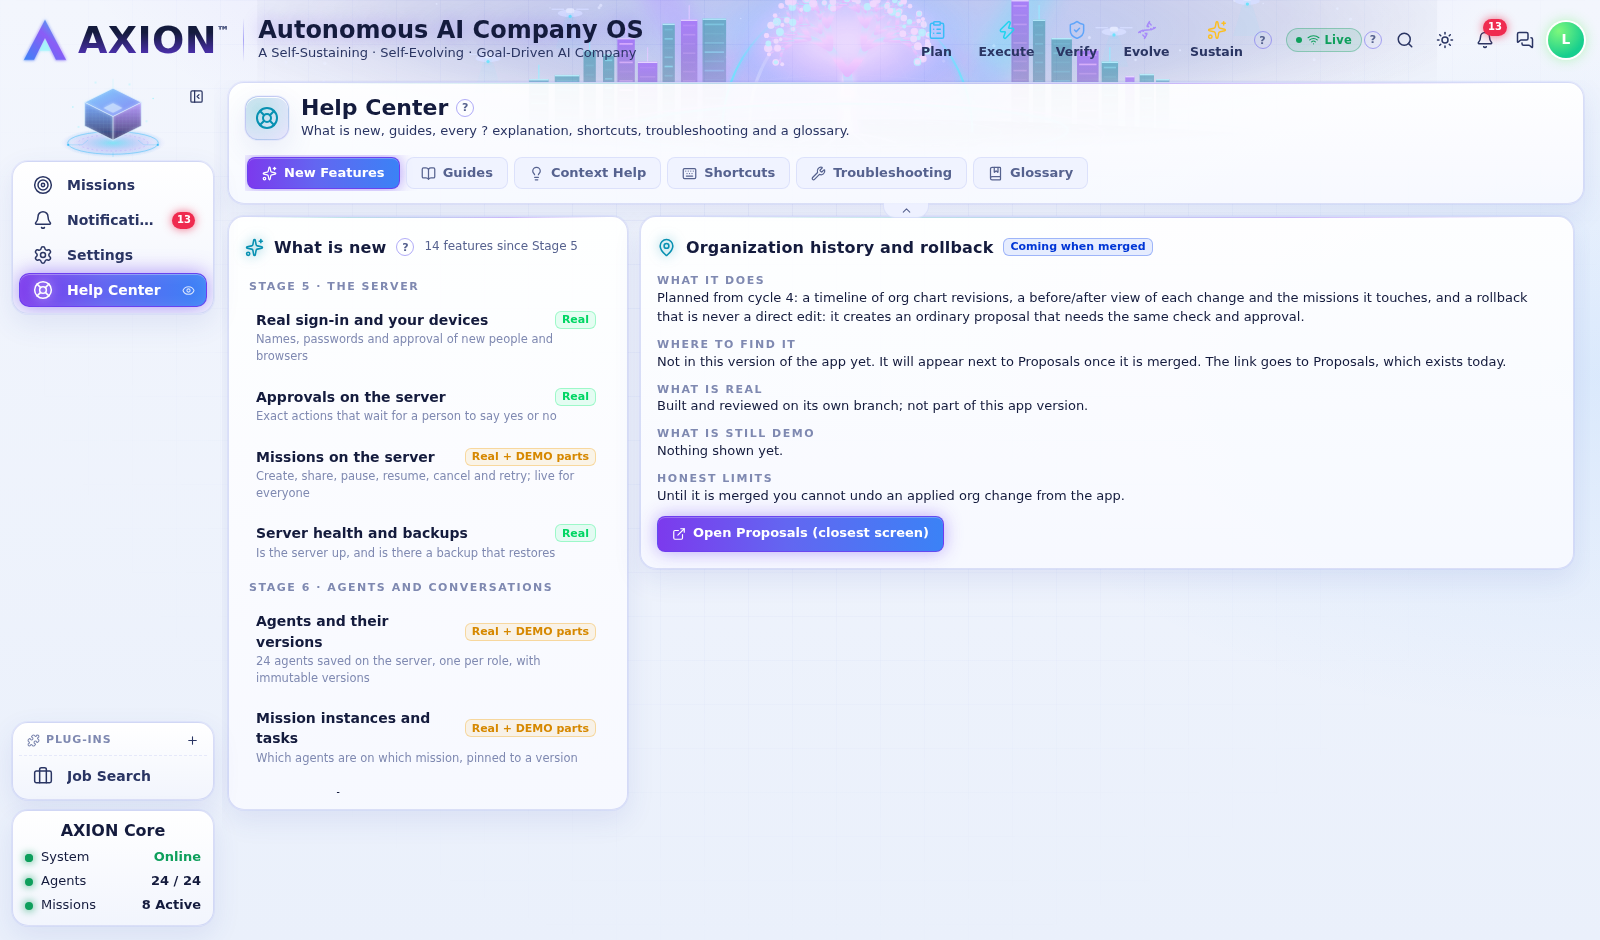 AXION™
Autonomous AI Company OS
A Self-Sustaining · Self-Evolving · Goal-Driven AI Company
Plan
Execute
Verify
Evolve
Sustain
?
Live
?
13
L
Missions
Notificati...
13
Settings
Help Center
Help Center ?
What is new, guides, every ? explanation, shortcuts, troubleshooting and a glossary.
New Features
Guides
Context Help
Shortcuts
Troubleshooting
Glossary
What is new ? 14 features since Stage 5
STAGE 5 · THE SERVER
Real sign-in and your devices
Real
Names, passwords and approval of new people and
browsers
Approvals on the server
Real
Exact actions that wait for a person to say yes or no
Missions on the server
Real + DEMO parts
Create, share, pause, resume, cancel and retry; live for
everyone
Server health and backups
Real
Is the server up, and is there a backup that restores
STAGE 6 · AGENTS AND CONVERSATIONS
Agents and their
versions
Real + DEMO parts
24 agents saved on the server, one per role, with
immutable versions
Mission instances and
tasks
Real + DEMO parts
Which agents are on which mission, pinned to a version
Organization history and rollback
Coming when merged
WHAT IT DOES
Planned from cycle 4: a timeline of org chart revisions, a before/after view of each change and the missions it touches, and a rollback
that is never a direct edit: it creates an ordinary proposal that needs the same check and approval.
WHERE TO FIND IT
Not in this version of the app yet. It will appear next to Proposals once it is merged. The link goes to Proposals, which exists today.
WHAT IS REAL
Built and reviewed on its own branch; not part of this app version.
WHAT IS STILL DEMO
Nothing shown yet.
HONEST LIMITS
Until it is merged you cannot undo an applied org change from the app.
Open Proposals (closest screen)
PLUG-INS
+
Job Search
AXION Core
System Online
Agents 24 / 24
Missions 8 Active